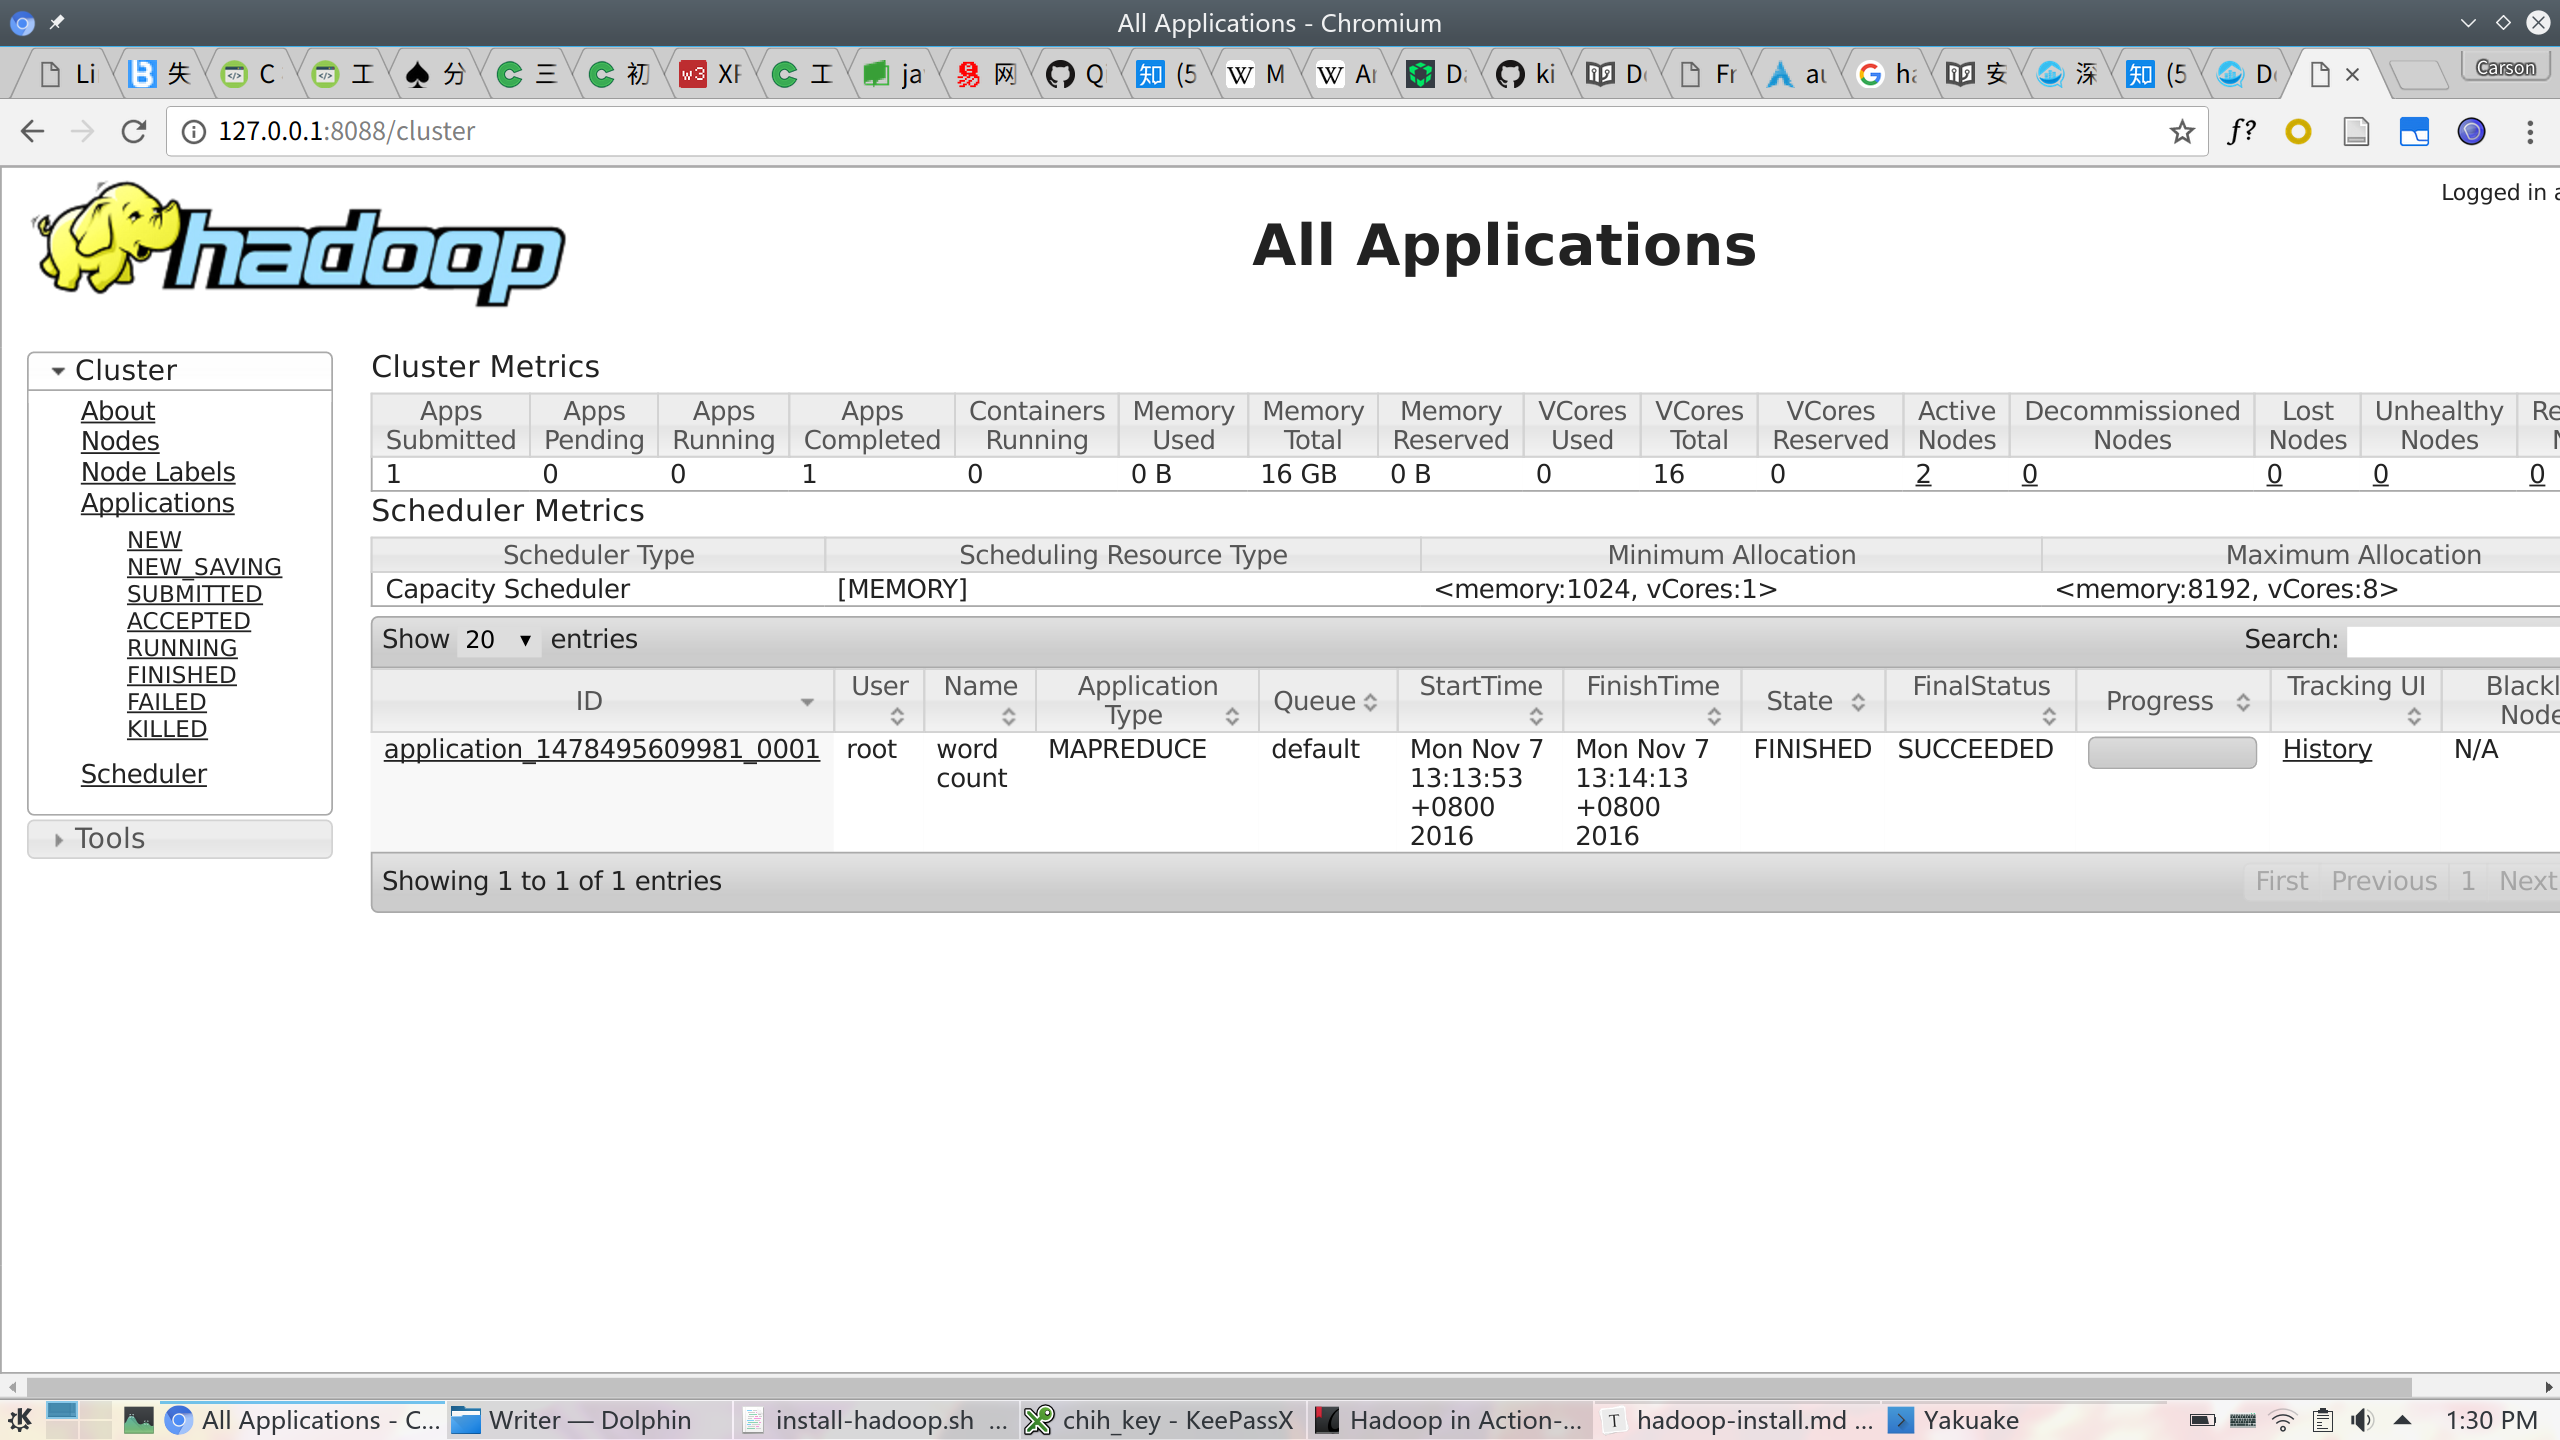 All Applications - Chromium
Li 失 C 工 分 三 初 XF 工 ja 网 Qi (5 M Ar Da ki De Fr au ha 安 深 (5 De Carson
127.0.0.1:8088/cluster
Logged in a
hadoop
All Applications
Cluster
About
Nodes
Node Labels
Applications
NEW
NEW_SAVING
SUBMITTED
ACCEPTED
RUNNING
FINISHED
FAILED
KILLED
Scheduler
Tools
Cluster Metrics
Apps Submitted Apps Pending Apps Running Apps Completed Containers Running Memory Used Memory Total Memory Reserved VCores Used VCores Total VCores Reserved Active Nodes Decommissioned Nodes Lost Nodes Unhealthy Nodes
1 0 0 1 0 0 B 16 GB 0 B 0 16 0 2 0 0 0 0
Scheduler Metrics
Scheduler Type Scheduling Resource Type Minimum Allocation Maximum Allocation
Capacity Scheduler [MEMORY] <memory:1024, vCores:1> <memory:8192, vCores:8>
Show 20 entries Search:
ID User Name Application Type Queue StartTime FinishTime State FinalStatus Progress Tracking UI Blackl Node
application_1478495609981_0001 root word count MAPREDUCE default Mon Nov 7 13:13:53 +0800 2016 Mon Nov 7 13:14:13 +0800 2016 FINISHED SUCCEEDED History N/A
Showing 1 to 1 of 1 entries First Previous 1 Next
All Applications - C... Writer — Dolphin install-hadoop.sh ... chih_key - KeePassX Hadoop in Action-... hadoop-install.md ... Yakuake 1:30 PM